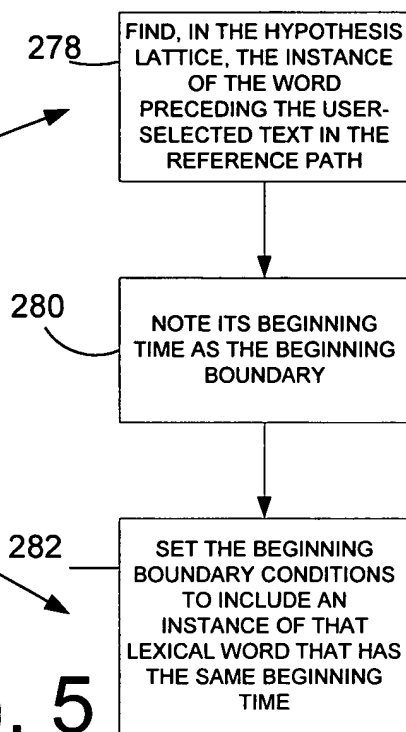 278
FIND, IN THE HYPOTHESIS
LATTICE, THE INSTANCE
OF THE WORD
PRECEDING THE USER-
SELECTED TEXT IN THE
REFERENCE PATH
280
NOTE ITS BEGINNING
TIME AS THE BEGINNING
BOUNDARY
282
SET THE BEGINNING
BOUNDARY CONDITIONS
TO INCLUDE AN
INSTANCE OF THAT
LEXICAL WORD THAT HAS
THE SAME BEGINNING
TIME
. 5